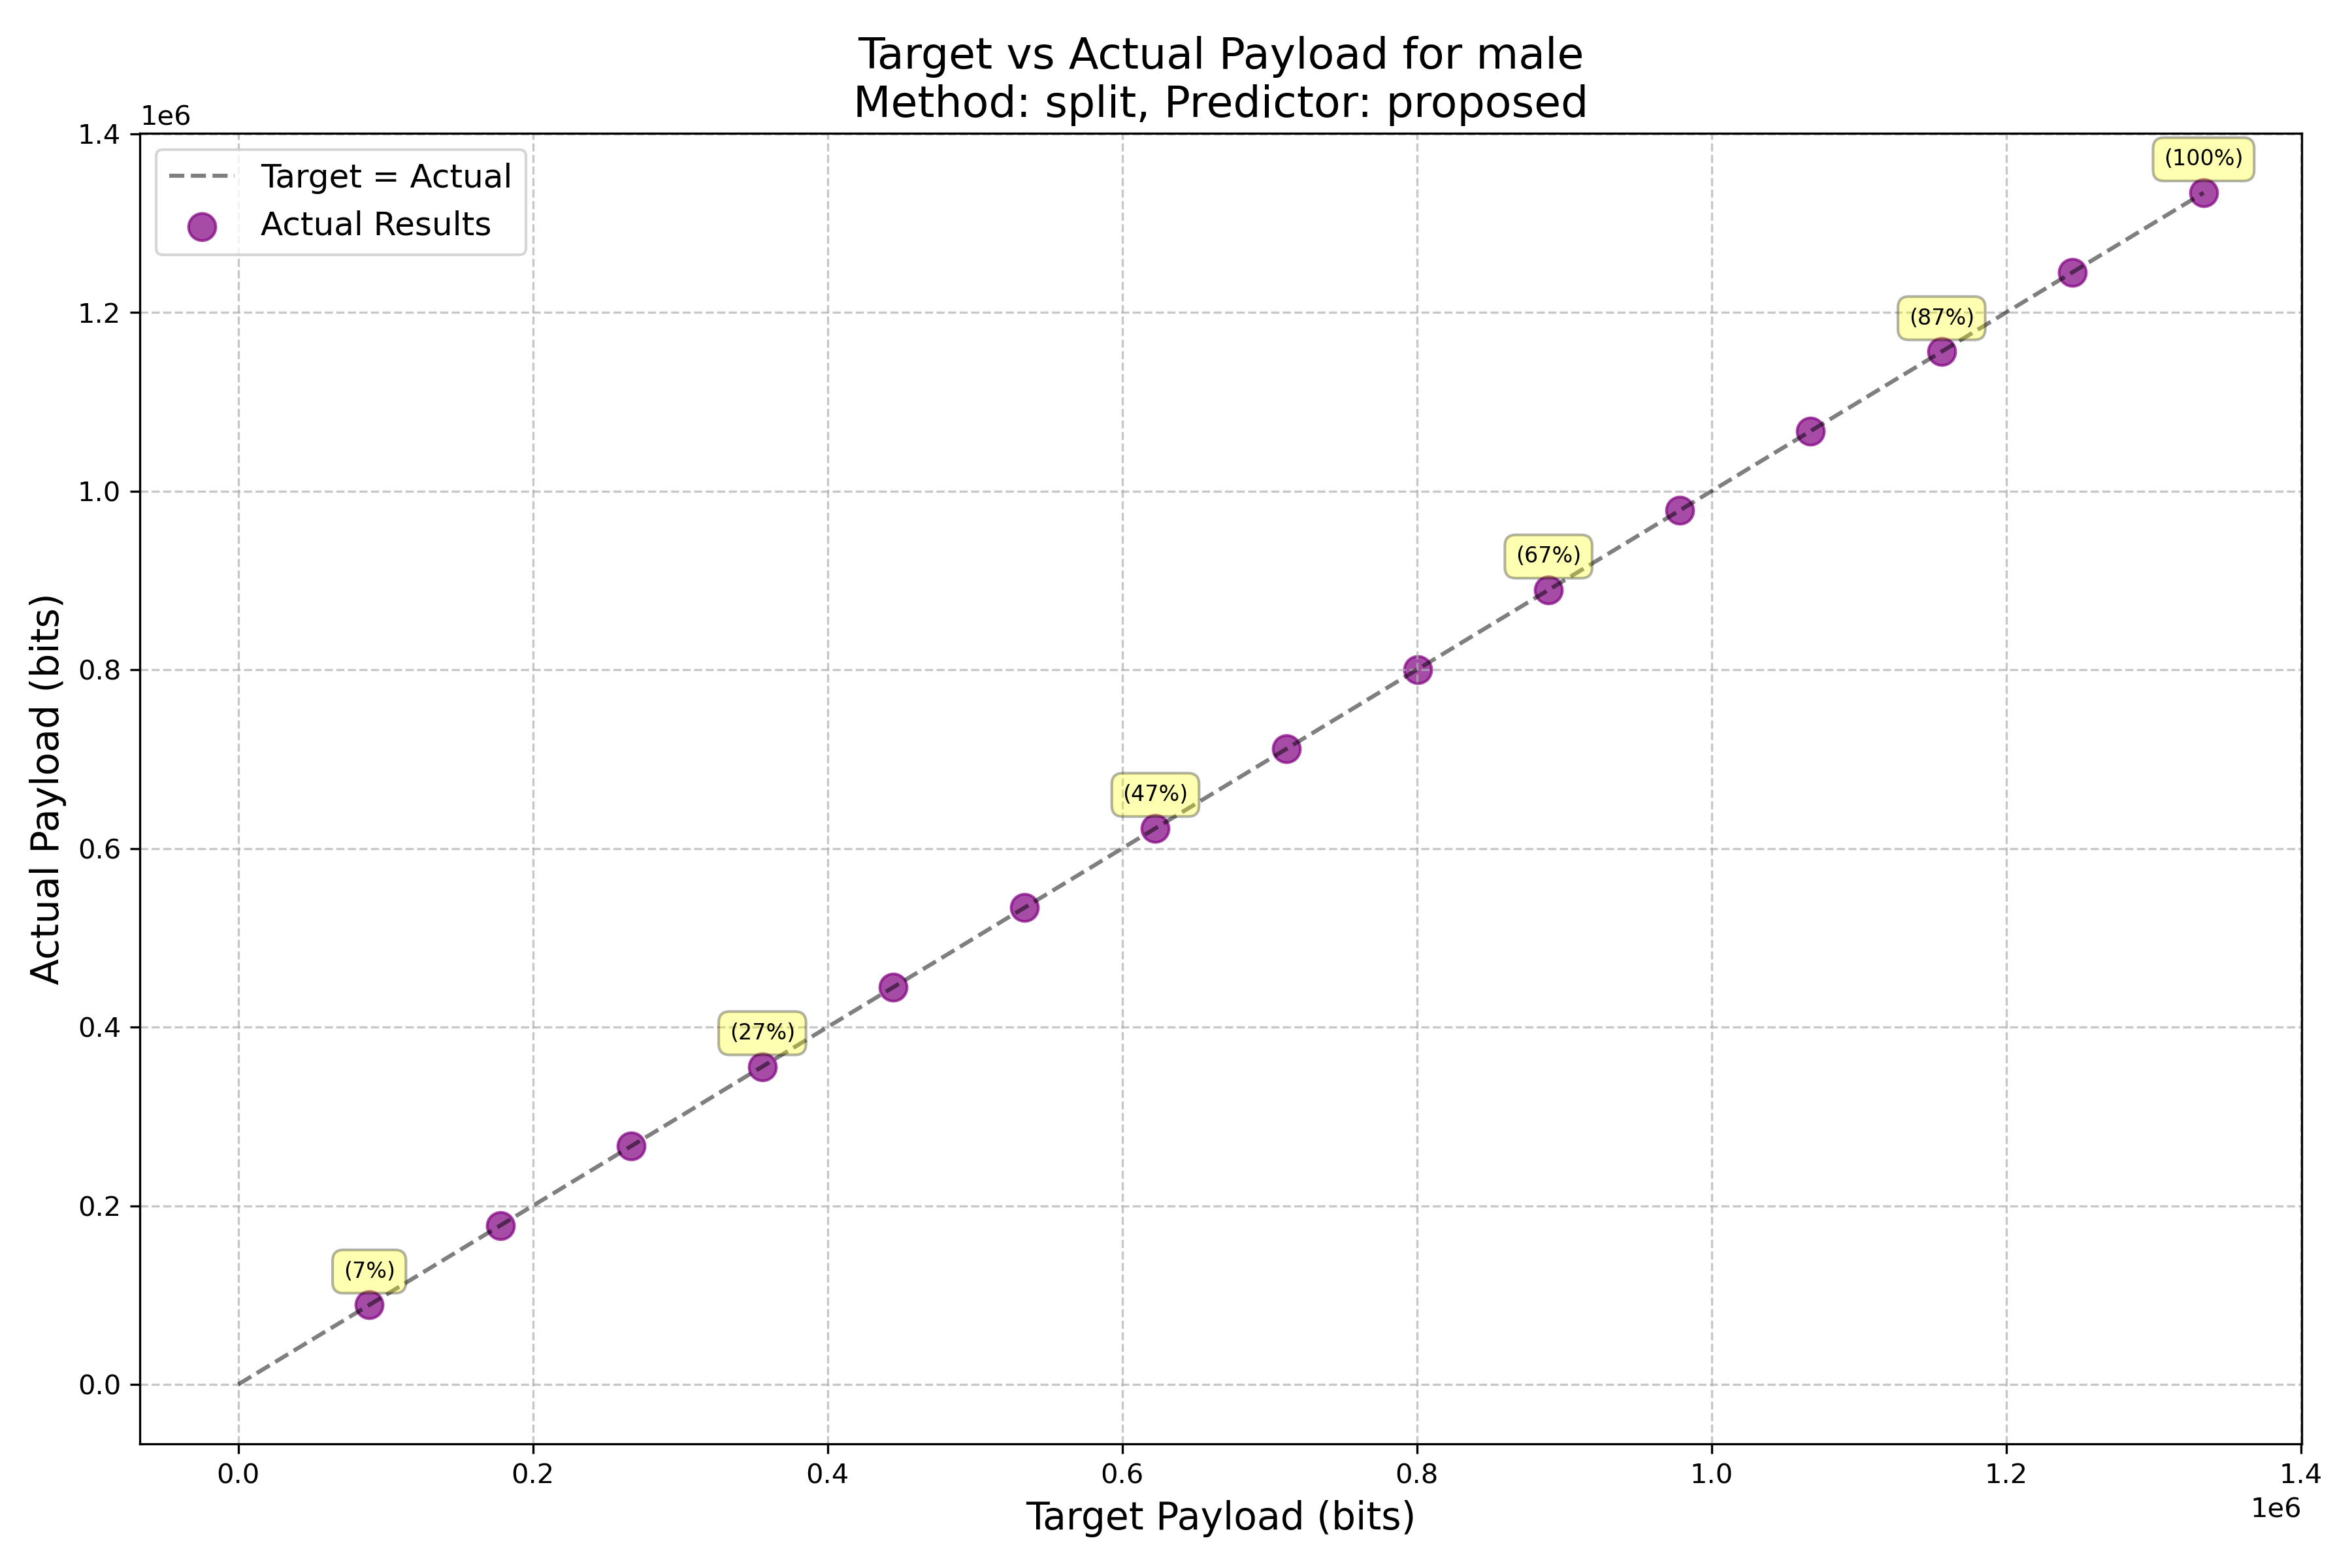 Target vs Actual Payload for male
Method: split, Predictor: proposed
1e6
1.4
1.2
1.0
0.8
0.6
0.4
0.2
0.0
Actual Payload (bits)
Target = Actual
Actual Results
(100%)
(87%)
(67%)
(47%)
(27%)
(7%)
0.0 0.2 0.4 0.6 0.8 1.0 1.2 1.4
1e6
Target Payload (bits)